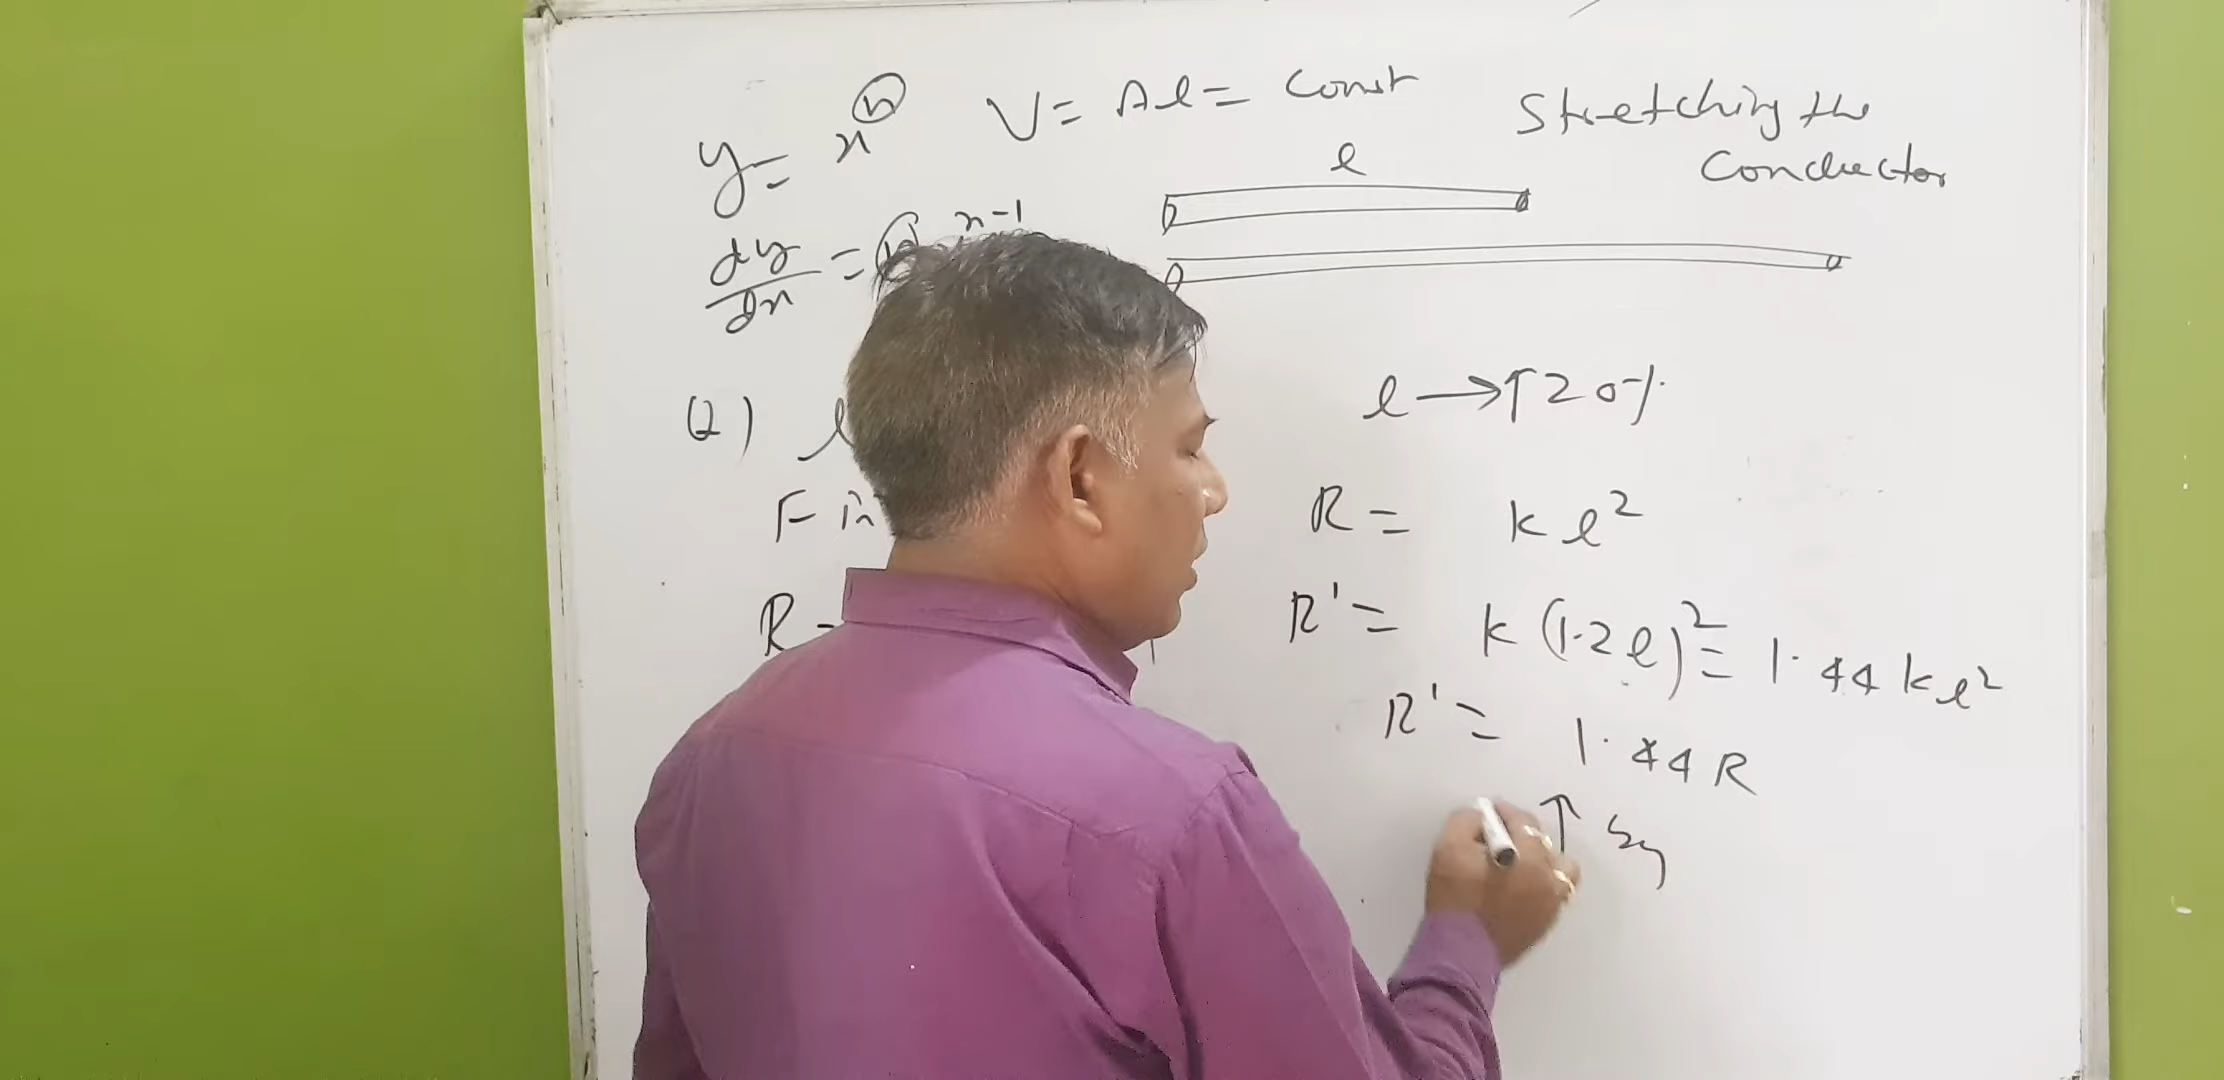 y = x^n
dy/dx = n x^n-1
Q)
R
V = Al = Const
Stretching the
Conductor
l
l → ↑ 20%
R = k l²
R' = k (1.2 l)² = 1.44 k l²
R' = 1.44 R
↑